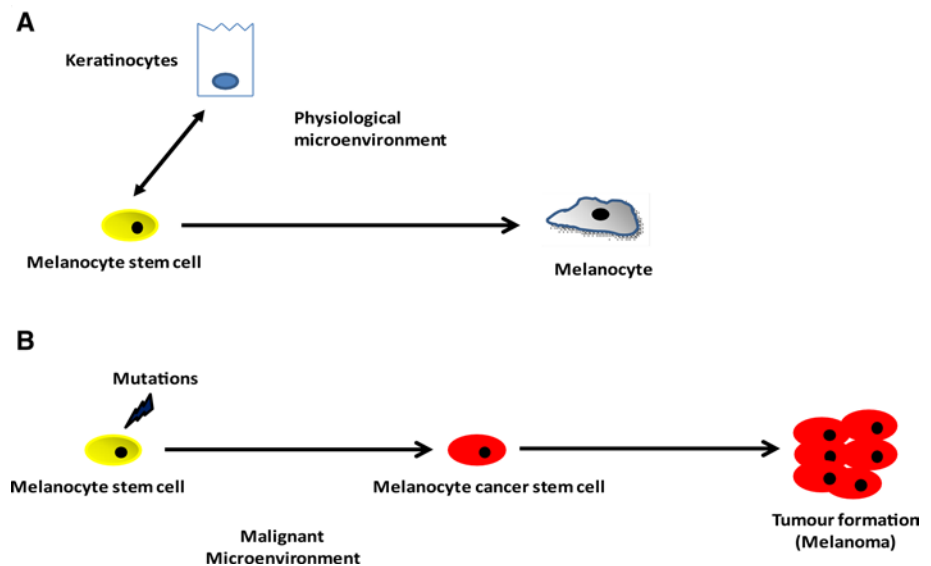 A
Keratinocytes
Physiological
microenvironment
Melanocyte stem cell
Melanocyte
B
Mutations
Melanocyte stem cell
Melanocyte cancer stem cell
Tumour formation
(Melanoma)
Malignant
Microenvironment